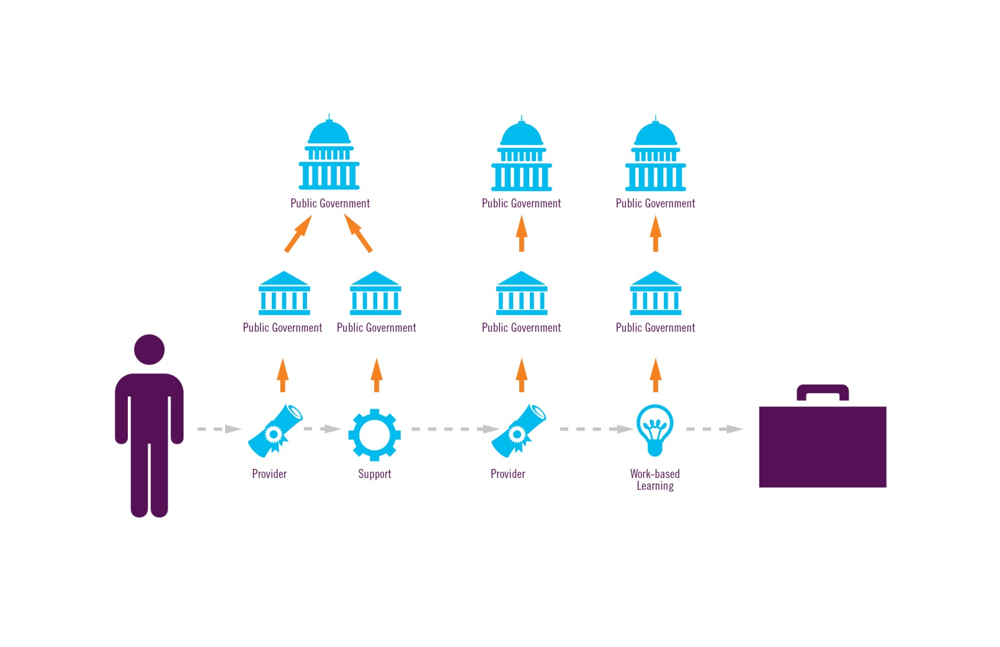 Public Government
Public Government
Public Government
Public Government
Public Government
Public Government
Public Government
Provider
Support
Provider
Work-based
Learning